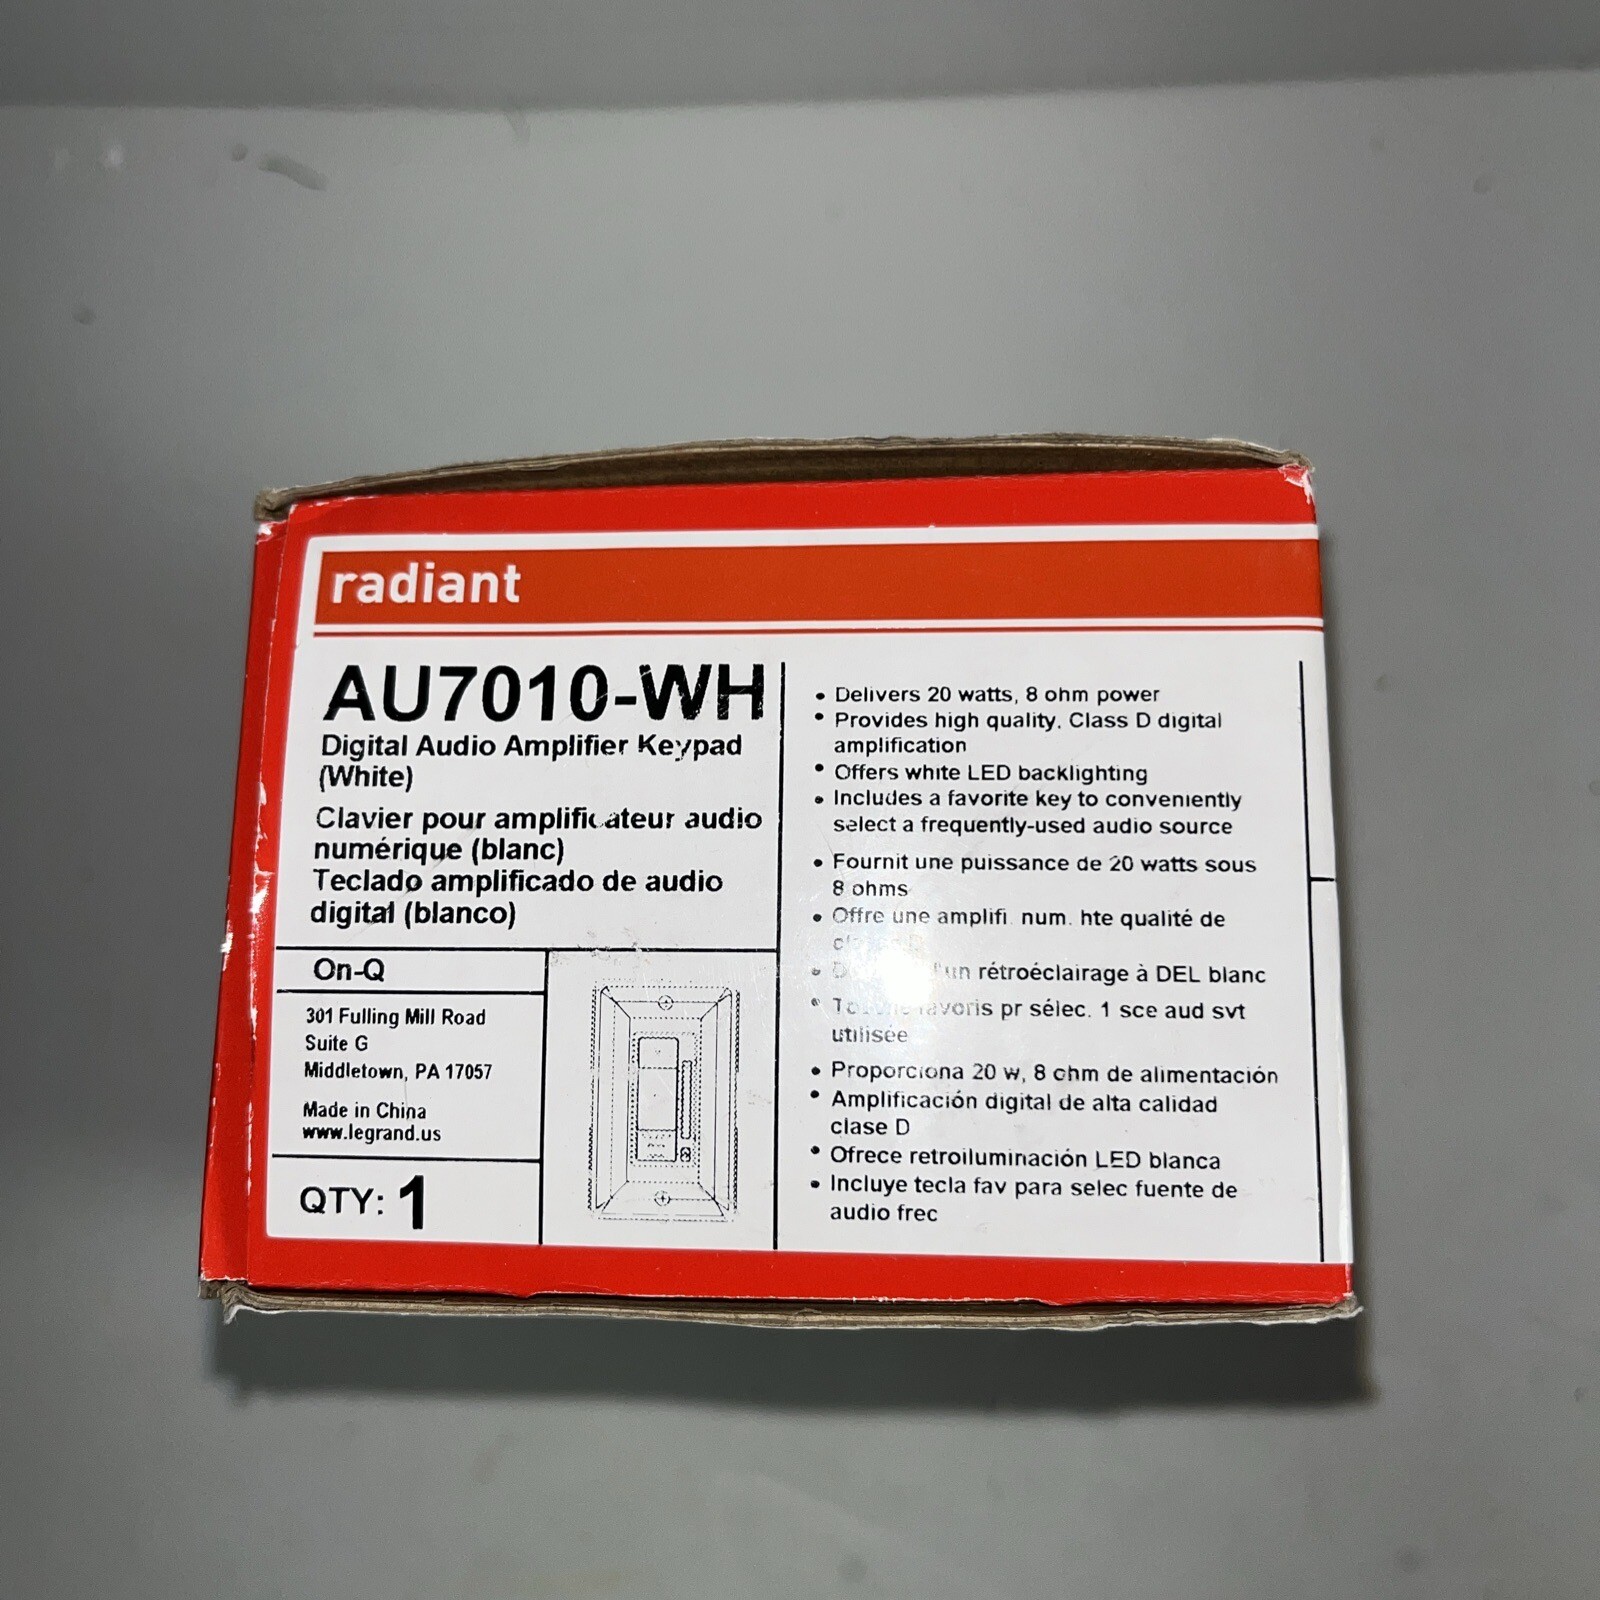 radiant
AU7010-WH
Digital Audio Amplifier Keypad
(White)
Clavier pour amplificateur audio
numérique (blanc)
Teclado amplificado de audio
digital (blanco)
On-Q
301 Fulling Mill Road
Suite G
Middletown, PA 17057
Made in China
www.legrand.us
QTY: 1
• Delivers 20 watts, 8 ohm power
• Provides high quality, Class D digital
amplification
• Offers white LED backlighting
• Includes a favorite key to conveniently
select a frequently-used audio source
• Fournit une puissance de 20 watts sous
8 ohms
• Offre une amplifi. num. hte qualité de
• d'un rétroéclairage à DEL blanc
• favoris pr sélec. 1 sce aud svt
utilisée
• Proporciona 20 w, 8 ohm de alimentación
• Amplificación digital de alta calidad
clase D
• Ofrece retroiluminación LED blanca
• Incluye tecla fav para selec fuente de
audio frec